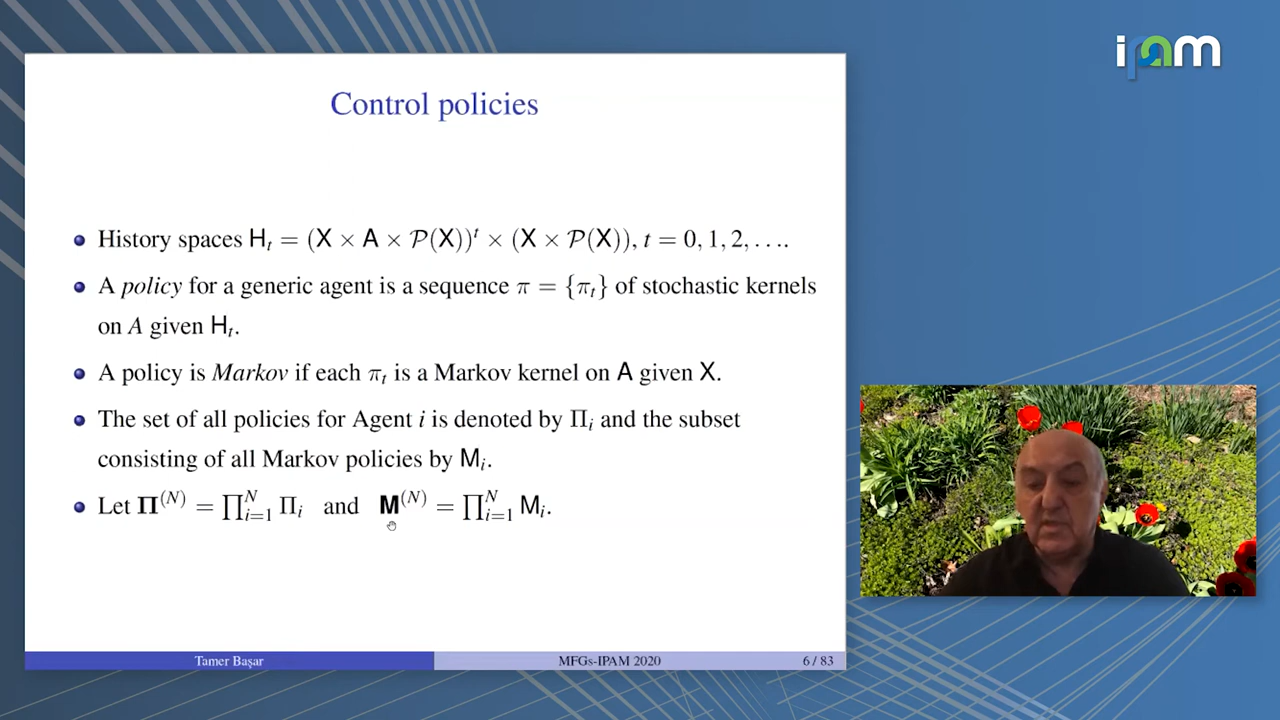 ipam
Control policies
History spaces H_t = (X × A × 𝒫(X))^t × (X × 𝒫(X)), t = 0, 1, 2, . . ..
A policy for a generic agent is a sequence π = {π_t} of stochastic kernels
on A given H_t.
A policy is Markov if each π_t is a Markov kernel on A given X.
The set of all policies for Agent i is denoted by Π_i and the subset
consisting of all Markov policies by M_i.
Let Π^(N) = ∏_{i=1}^N Π_i and M^(N) = ∏_{i=1}^N M_i.
Tamer Başar MFGs-IPAM 2020 6 / 83